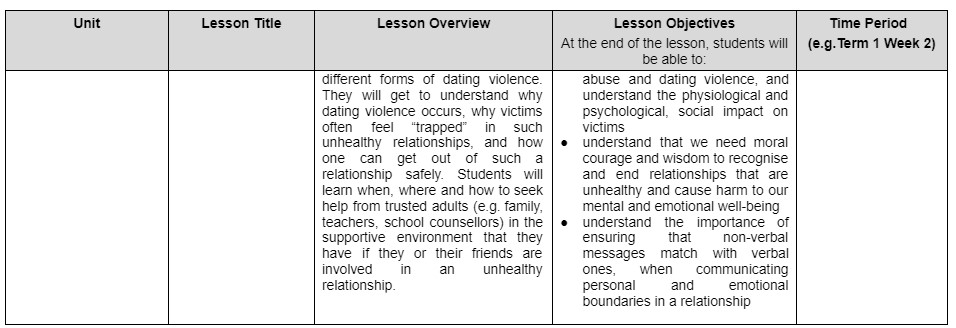 Unit
Lesson Title
Lesson Overview
Lesson Objectives
At the end of the lesson, students will
be able to:
Time Period
(e.g.Term 1 Week 2)
different forms of dating violence.
They will get to understand why
dating violence occurs, why victims
often feel “trapped” in such
unhealthy relationships, and how
one can get out of such a
relationship safely. Students will
learn when, where and how to seek
help from trusted adults (e.g. family,
teachers, school counsellors) in the
supportive environment that they
have if they or their friends are
involved in an unhealthy
relationship.
abuse and dating violence, and
understand the physiological and
psychological, social impact on
victims
● understand that we need moral
courage and wisdom to recognise
and end relationships that are
unhealthy and cause harm to our
mental and emotional well-being
● understand the importance of
ensuring that non-verbal
messages match with verbal
ones, when communicating
personal and emotional
boundaries in a relationship